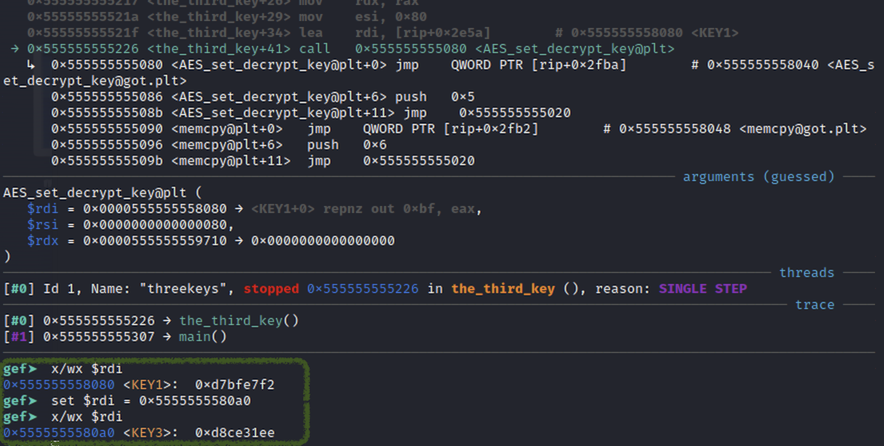 0x555555555217 <the_third_key+26> mov    rdx, rax
0x55555555521a <the_third_key+29> mov    esi, 0x80
0x55555555521f <the_third_key+34> lea    rdi, [rip+0x2e5a]        # 0x555555558080 <KEY1>
→ 0x555555555226 <the_third_key+41> call   0x555555555080 <AES_set_decrypt_key@plt>
↳ 0x555555555080 <AES_set_decrypt_key@plt+0> jmp    QWORD PTR [rip+0x2fba]        # 0x555555558040 <AES_s
et_decrypt_key@got.plt>
0x555555555086 <AES_set_decrypt_key@plt+6> push   0x5
0x55555555508b <AES_set_decrypt_key@plt+11> jmp    0x555555555020
0x555555555090 <memcpy@plt+0>   jmp    QWORD PTR [rip+0x2fb2]        # 0x555555558048 <memcpy@got.plt>
0x555555555096 <memcpy@plt+6>   push   0x6
0x55555555509b <memcpy@plt+11>  jmp    0x555555555020
arguments (guessed)
AES_set_decrypt_key@plt (
$rdi = 0x0000555555558080 → <KEY1+0> repnz out 0xbf, eax,
$rsi = 0x0000000000000080,
$rdx = 0x0000555555559710 → 0x0000000000000000
)
threads
[#0] Id 1, Name: "threekeys", stopped 0x555555555226 in the_third_key (), reason: SINGLE STEP
trace
[#0] 0x555555555226 → the_third_key()
[#1] 0x555555555307 → main()
gef➤  x/wx $rdi
0x555555558080 <KEY1>:  0xd7bfe7f2
gef➤  set $rdi = 0x5555555580a0
gef➤  x/wx $rdi
0x5555555580a0 <KEY3>:  0xd8ce31ee